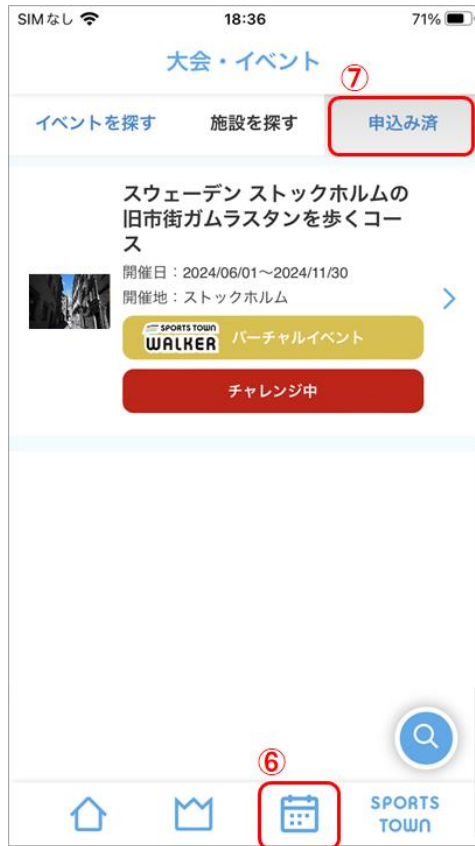 SIMなし 18:36 71%
大会・イベント
⑦
イベントを探す 施設を探す 申込み済
スウェーデン ストックホルムの
旧市街ガムラスタンを歩くコー
ス
開催日：2024/06/01～2024/11/30
開催地：ストックホルム
SPORTS TOWN
WALKER バーチャルイベント
チャレンジ中
⑥
SPORTS
TOWN